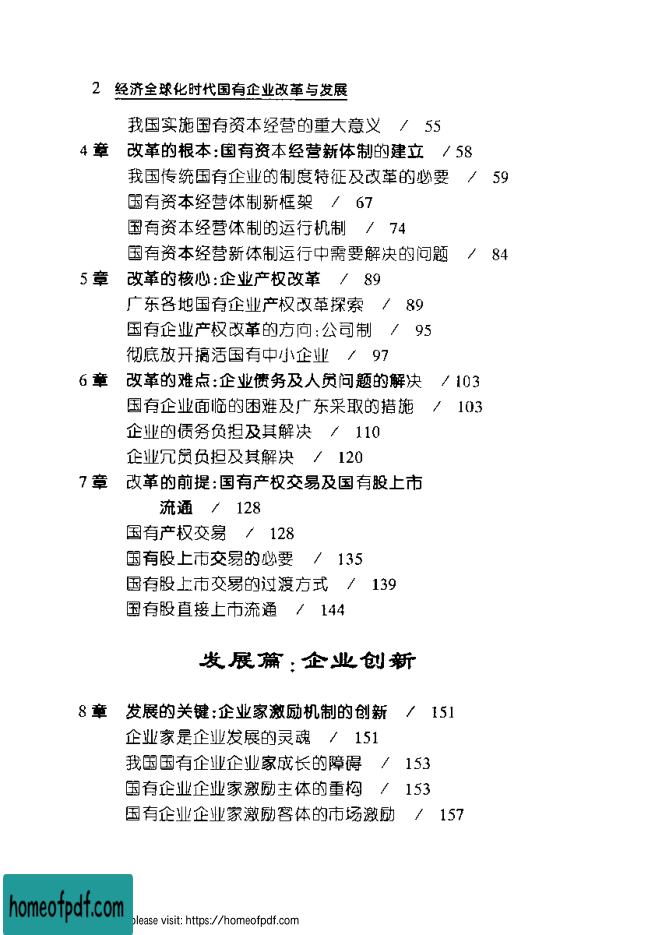 2 经济全球化时代国有企业改革与发展
我国实施国有资本经营的重大意义 / 55
4 章 改革的根本:国有资本经营新体制的建立 / 58
我国传统国有企业的制度特征及改革的必要 / 59
国有资本经营体制新框架 / 67
国有资本经营体制的运行机制 / 74
国有资本经营新体制运行中需要解决的问题 / 84
5 章 改革的核心:企业产权改革 / 89
广东各地国有企业产权改革探索 / 89
国有企业产权改革的方向:公司制 / 95
彻底放开搞活国有中小企业 / 97
6 章 改革的难点:企业债务及人员问题的解决 / 103
国有企业面临的困难及广东采取的措施 / 103
企业的债务负担及其解决 / 110
企业冗员负担及其解决 / 120
7 章 改革的前提:国有产权交易及国有股上市
流通 / 128
国有产权交易 / 128
国有股上市交易的必要 / 135
国有股上市交易的过渡方式 / 139
国有股直接上市流通 / 144
发展篇:企业创新
8 章 发展的关键:企业家激励机制的创新 / 151
企业家是企业发展的灵魂 / 151
我国国有企业企业家成长的障碍 / 153
国有企业企业家激励主体的重构 / 153
国有企业企业家激励客体的市场激励 / 157
homeofpdf.com
please visit: https://homeofpdf.com